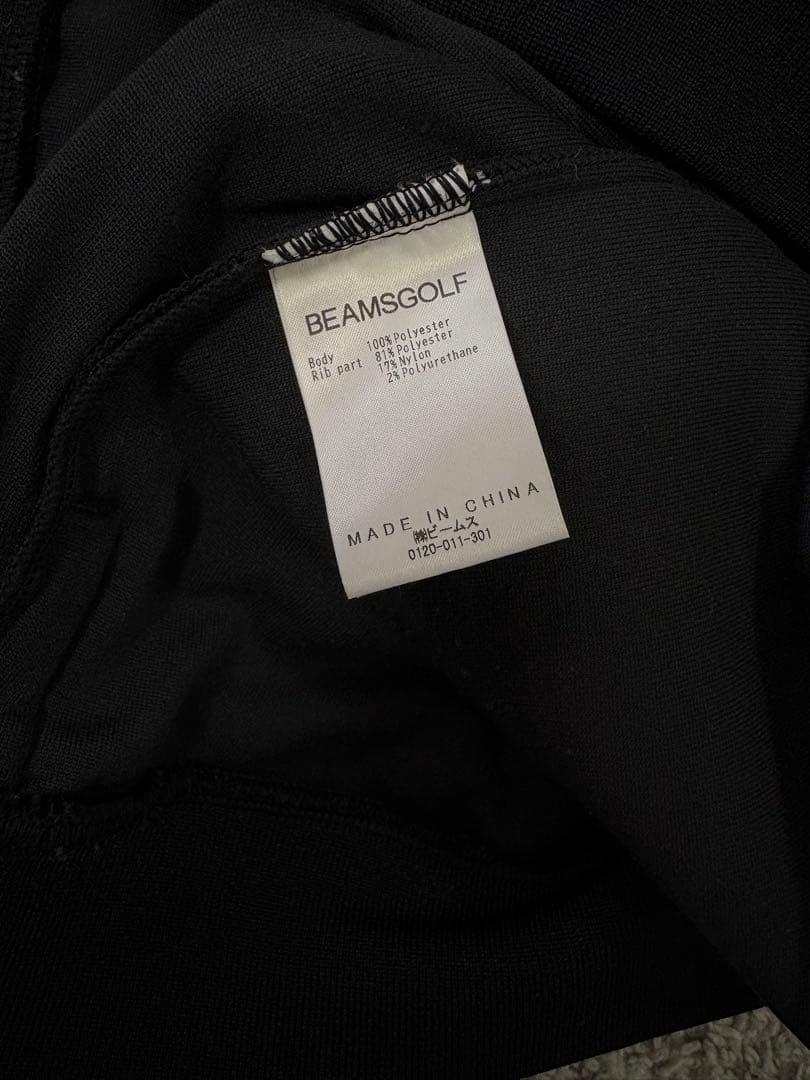 BEAMSGOLF
Body 100%Polyester
Rib part 81%Polyester
17%Nylon
2%Polyurethane
MADE IN CHINA
㈱ビームス
0120-011-301